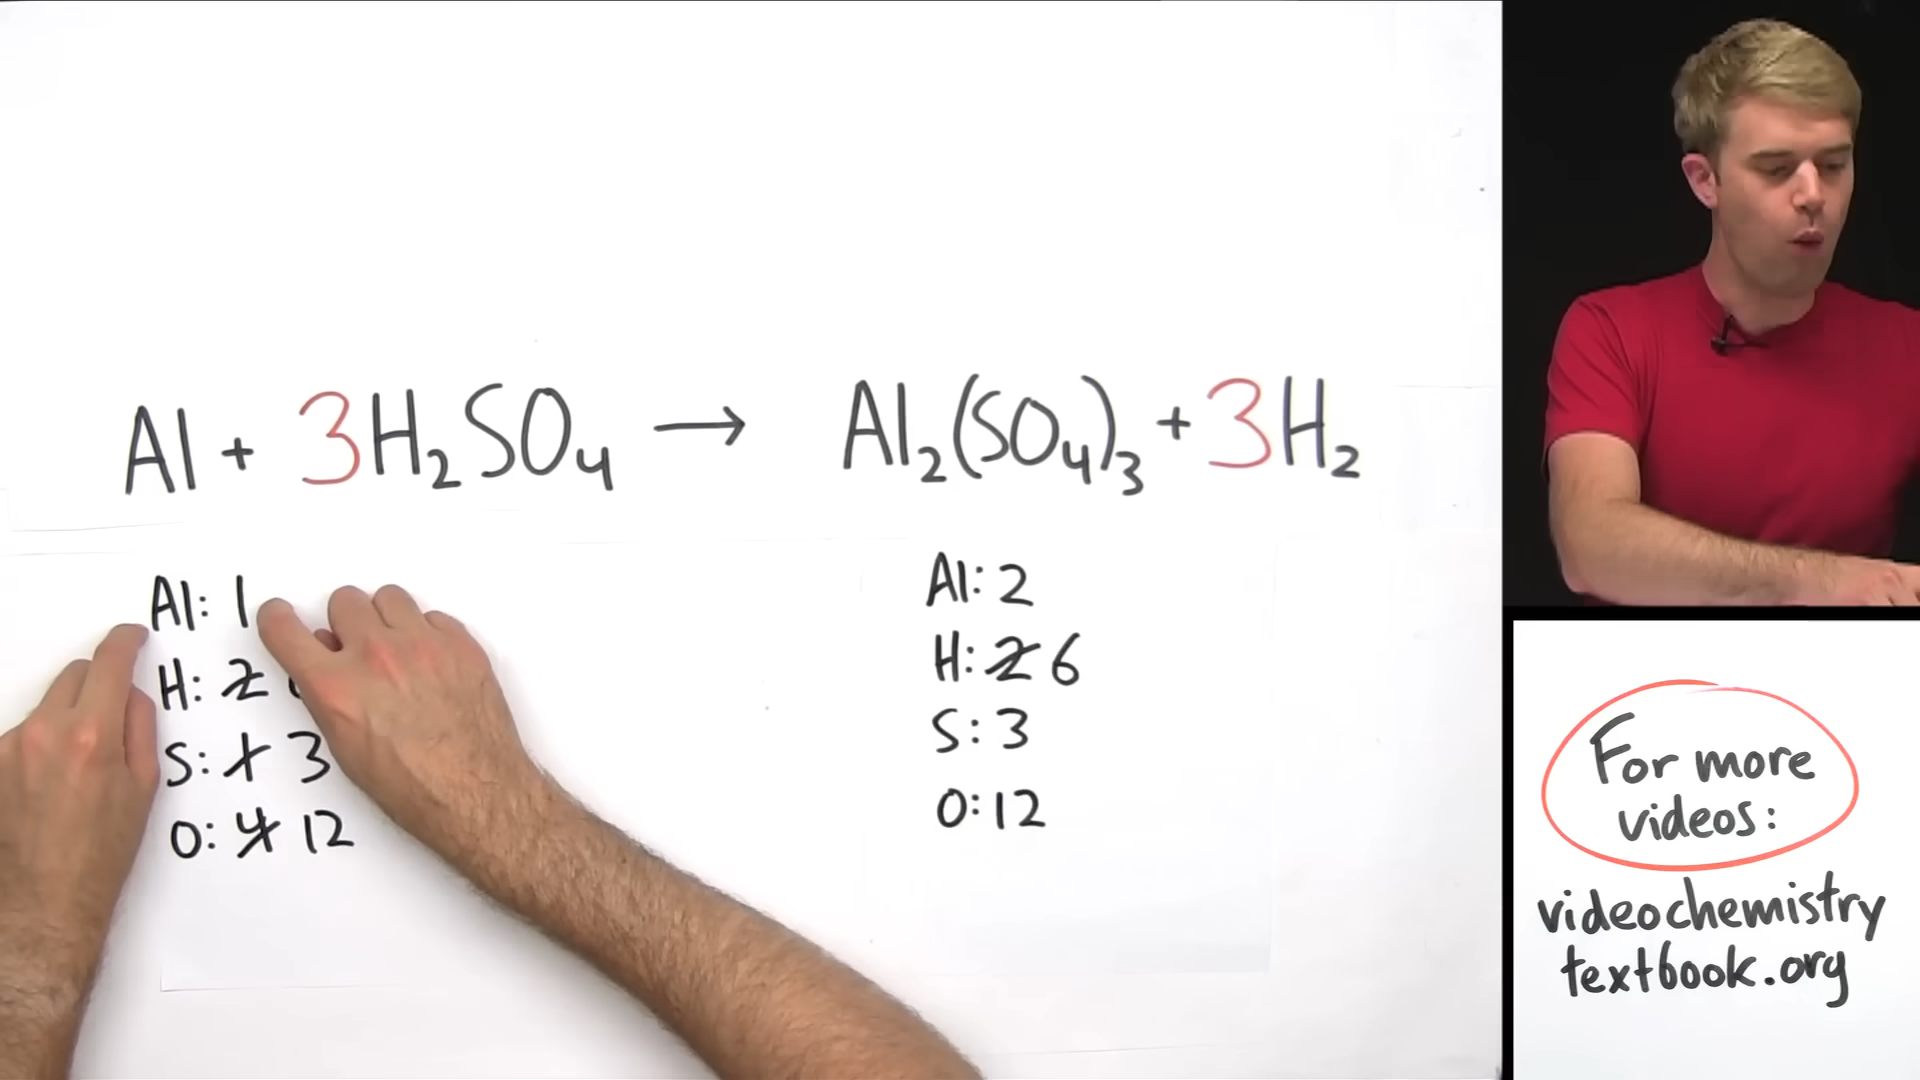 Al + 3H₂SO₄ → Al₂(SO₄)₃ + 3H₂
Al: 1
H: 2
S: 1 3
O: 4 12
Al: 2
H: 2 6
S: 3
O: 12
For more
videos:
videochemistry
textbook.org